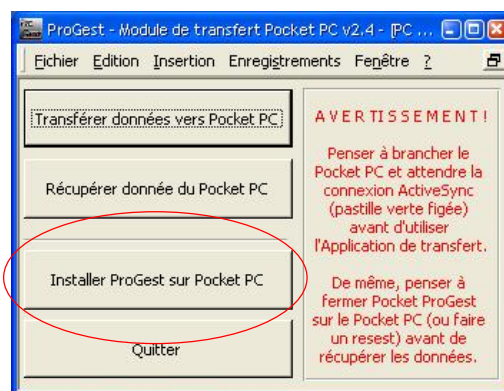 ProGest - Module de transfert Pocket PC v2.4 - [PC ...
Fichier Edition Insertion Enregistrements Fenêtre ?
Transférer données vers Pocket PC
Récupérer donnée du Pocket PC
Installer ProGest sur Pocket PC
Quitter
AVERTISSEMENT!
Penser à brancher le
Pocket PC et attendre la
connexion ActiveSync
(pastille verte figée)
avant d'utiliser
l'Application de transfert.
De même, penser à
fermer Pocket ProGest
sur le Pocket PC (ou faire
un resest) avant de
récupérer les données.